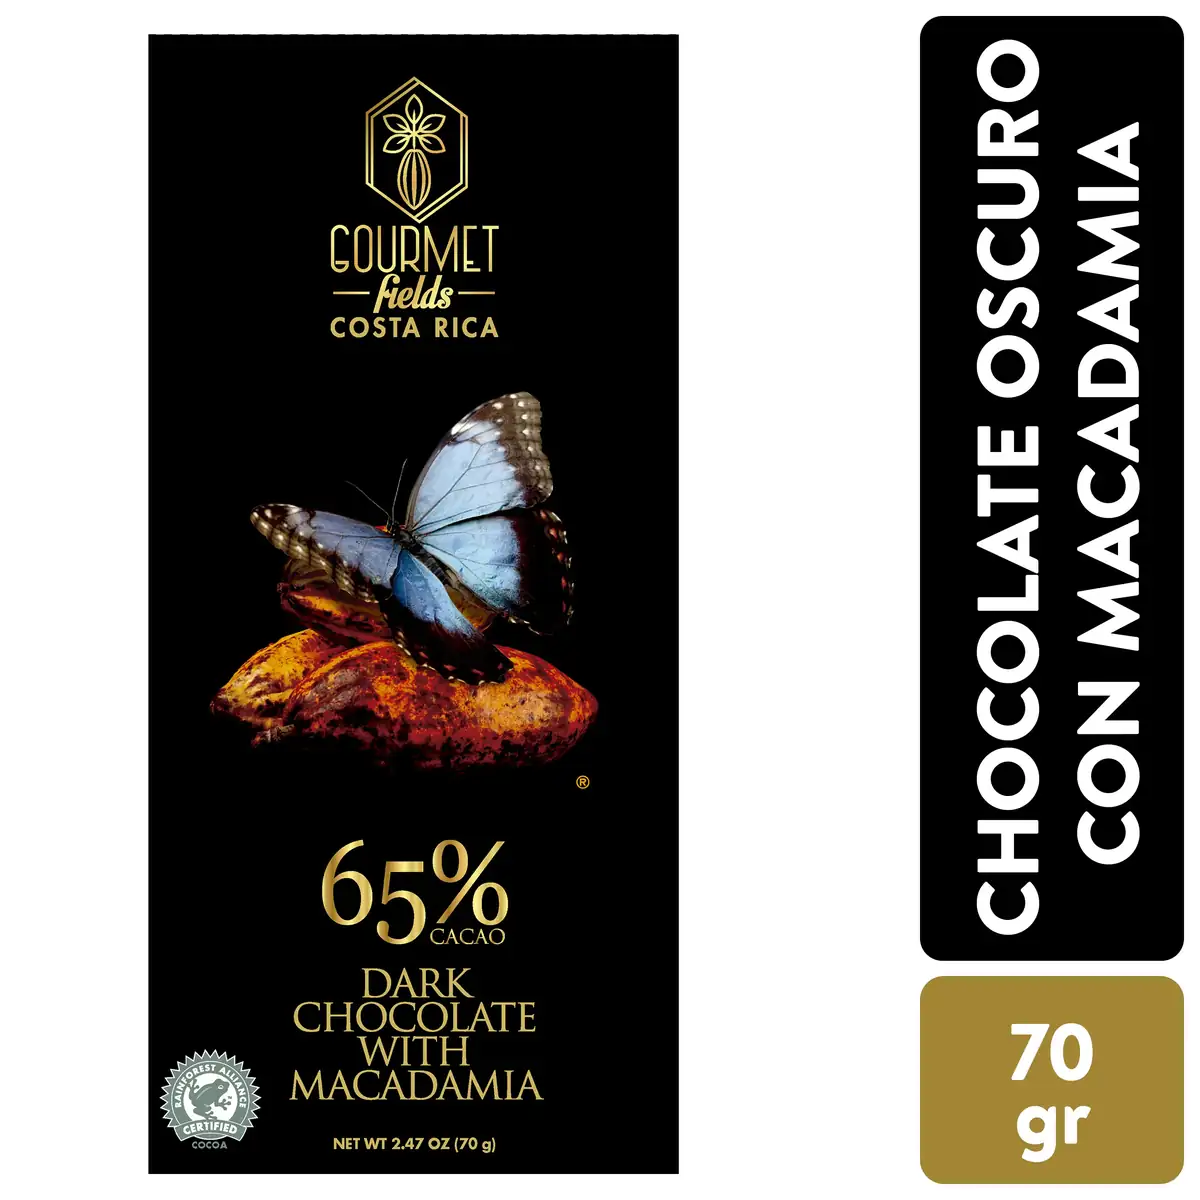 GOURMET
fields
COSTA RICA
®
65%
CACAO
DARK
CHOCOLATE
WITH
MACADAMIA
RAINFOREST ALLIANCE
CERTIFIED
COCOA
NET WT 2.47 OZ (70 g)
CHOCOLATE OSCURO
CON MACADAMIA
70
gr